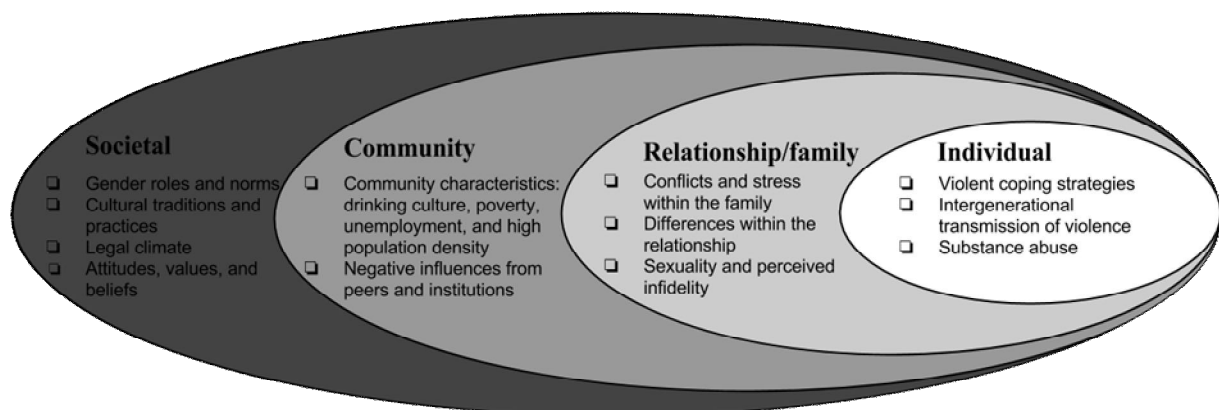 Societal
❑ Gender roles and norms
❑ Cultural traditions and
practices
❑ Legal climate
❑ Attitudes, values, and
beliefs
Community
❑ Community characteristics:
drinking culture, poverty,
unemployment, and high
population density
❑ Negative influences from
peers and institutions
Relationship/family
❑ Conflicts and stress
within the family
❑ Differences within the
relationship
❑ Sexuality and perceived
infidelity
Individual
❑ Violent coping strategies
❑ Intergenerational
transmission of violence
❑ Substance abuse